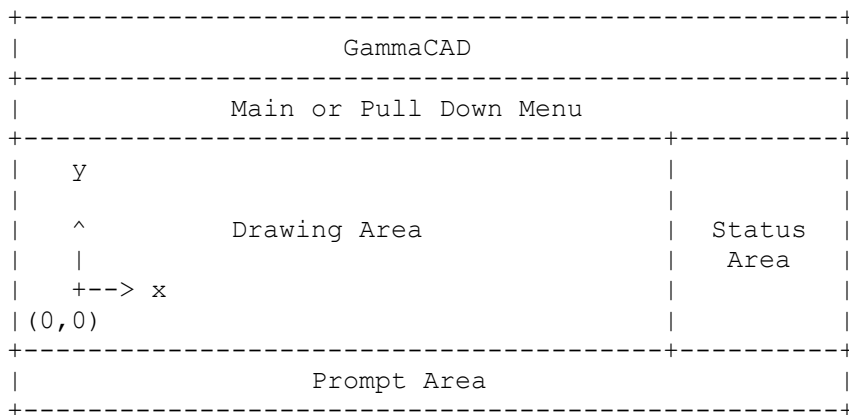 GammaCAD
Main or Pull Down Menu
y
^ Drawing Area Status
| Area
+--> x
(0,0)
Prompt Area